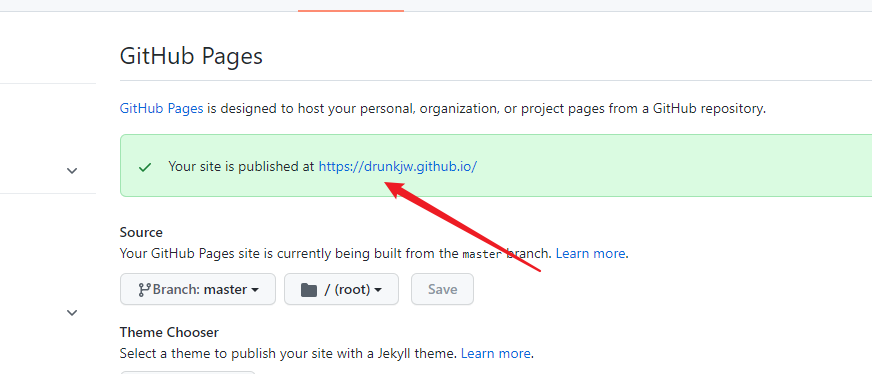 GitHub Pages
GitHub Pages is designed to host your personal, organization, or project pages from a GitHub repository.
Your site is published at https://drunkjw.github.io/
Source
Your GitHub Pages site is currently being built from the master branch. Learn more.
Branch: master / (root) Save
Theme Chooser
Select a theme to publish your site with a Jekyll theme. Learn more.